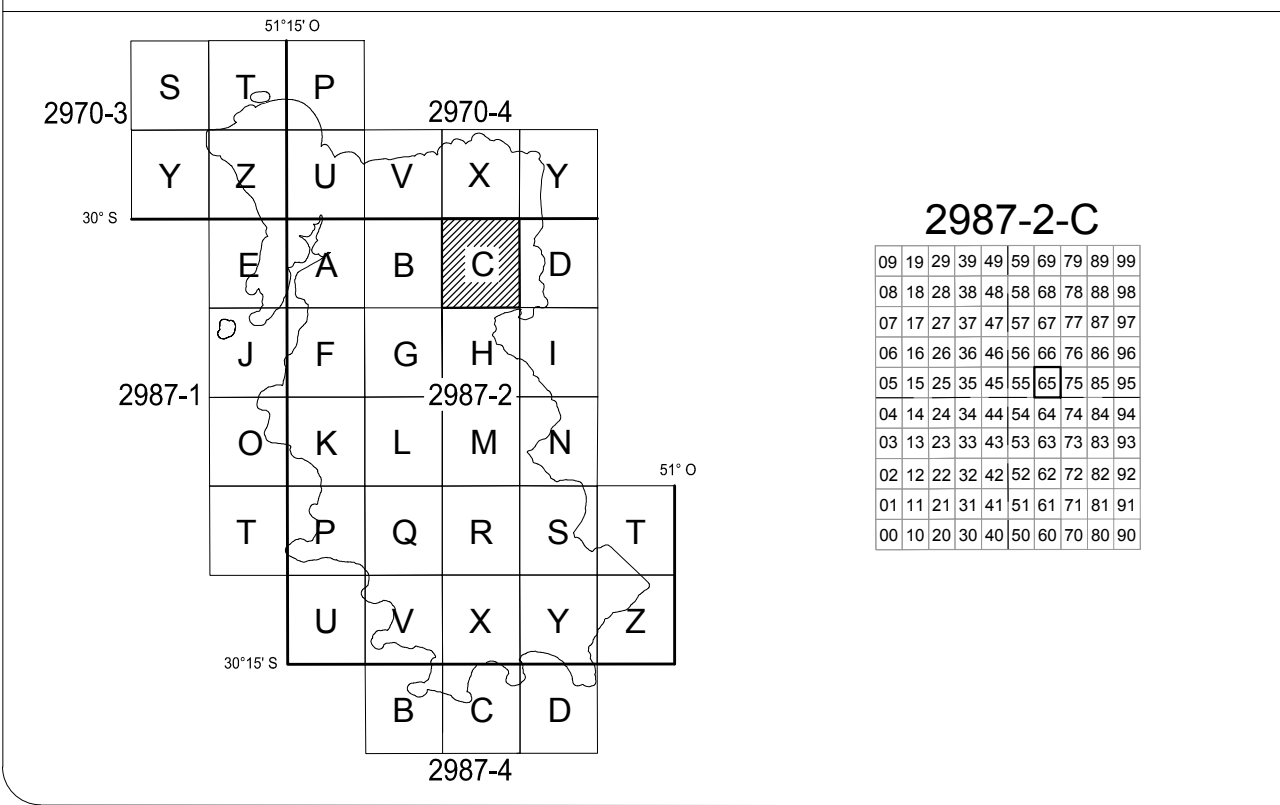 51°15' O
S T P
2970-3
2970-4
Y Z U V X Y
30° S
E A B C D
J F G H I
2987-1
2987-2
O K L M N
51° O
T P Q R S T
U V X Y Z
30°15' S
B C D
2987-4
2987-2-C
09 19 29 39 49 59 69 79 89 99
08 18 28 38 48 58 68 78 88 98
07 17 27 37 47 57 67 77 87 97
06 16 26 36 46 56 66 76 86 96
05 15 25 35 45 55 65 75 85 95
04 14 24 34 44 54 64 74 84 94
03 13 23 33 43 53 63 73 83 93
02 12 22 32 42 52 62 72 82 92
01 11 21 31 41 51 61 71 81 91
00 10 20 30 40 50 60 70 80 90